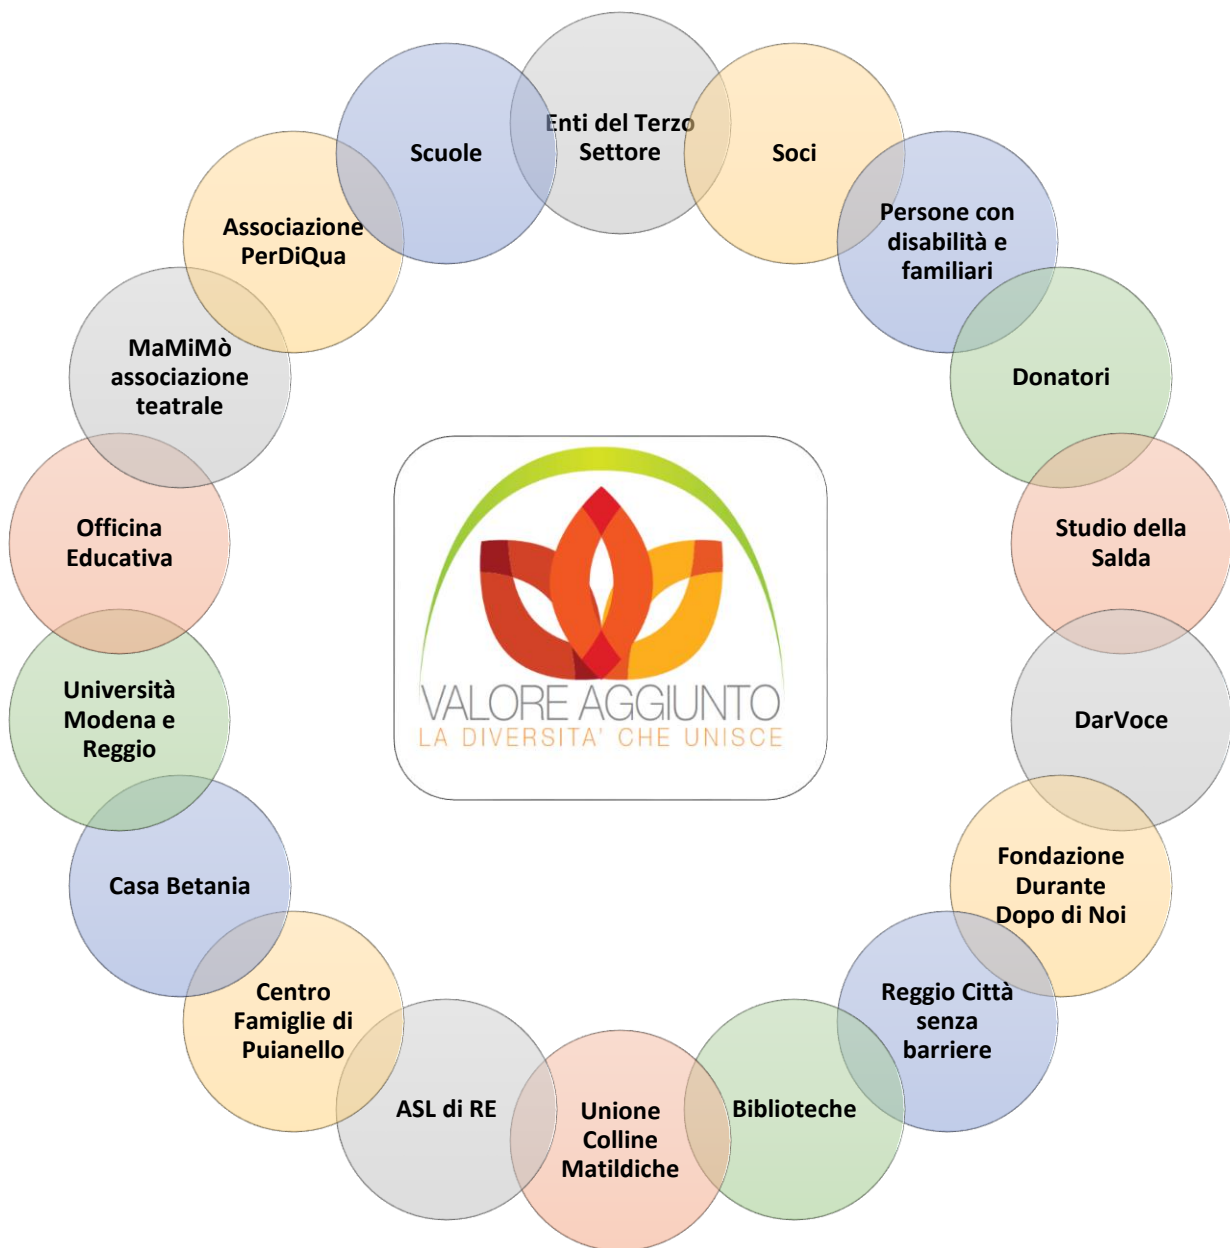 Enti del Terzo
Settore
Soci
Persone con
disabilità e
familiari
Donatori
Studio della
Salda
DarVoce
Fondazione
Durante
Dopo di Noi
Reggio Città
senza
barriere
Biblioteche
Unione
Colline
Matildiche
ASL di RE
Centro
Famiglie di
Puianello
Casa Betania
Università
Modena e
Reggio
Officina
Educativa
MaMiMò
associazione
teatrale
Associazione
PerDiQua
Scuole
VALORE AGGIUNTO
LA DIVERSITA' CHE UNISCE